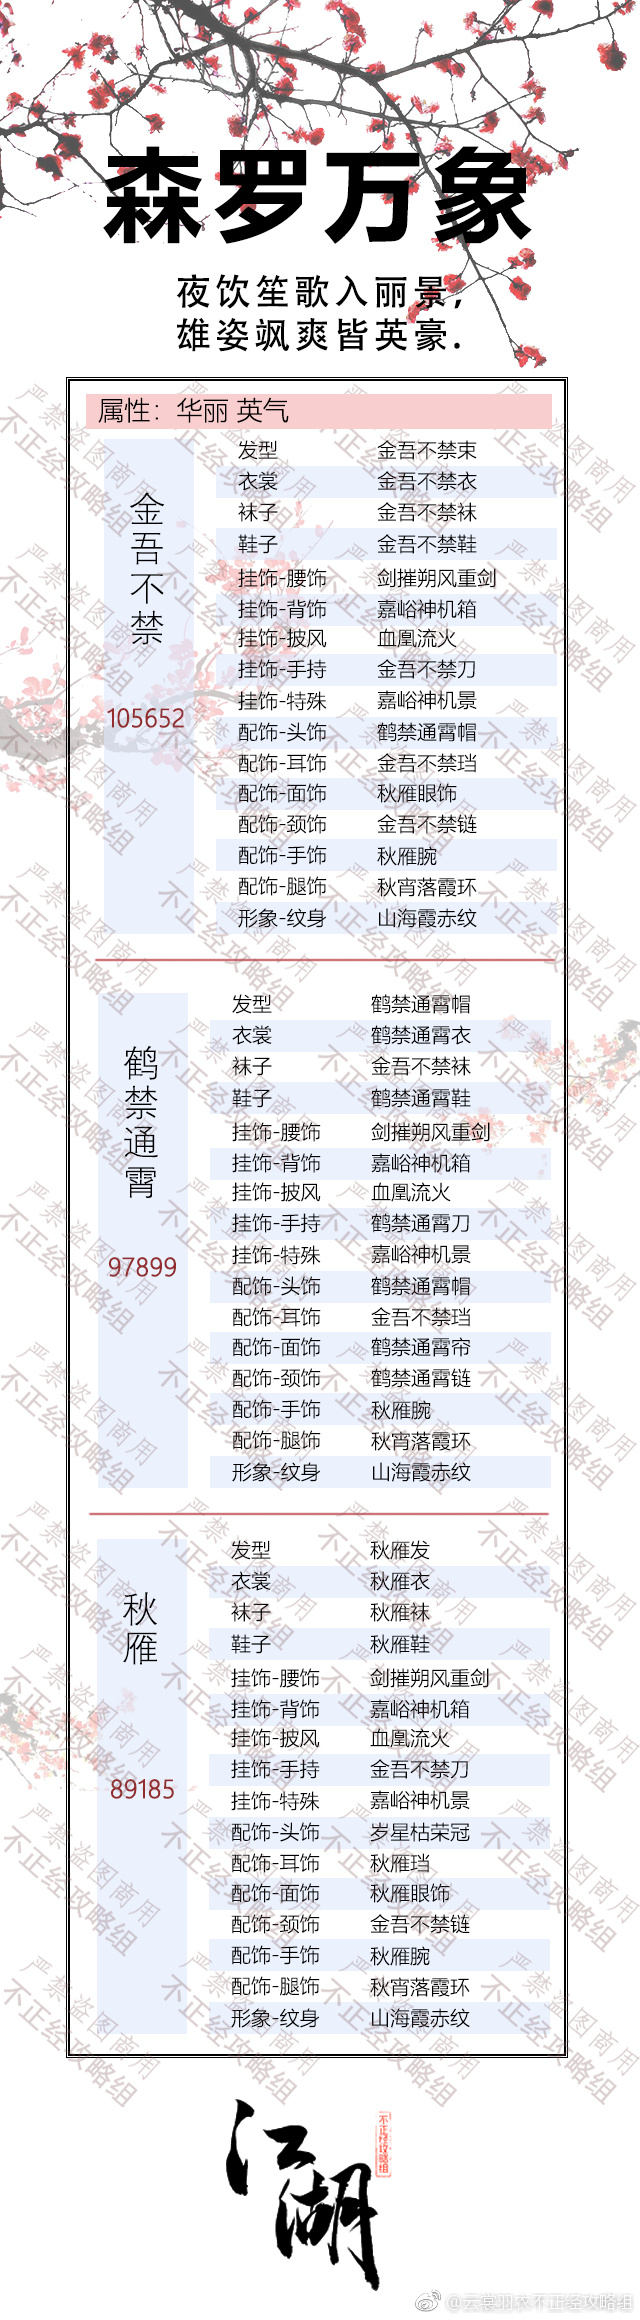 森罗万象
夜饮笙歌入丽景，
雄姿飒爽皆英豪.
属性：华丽 英气
金吾不禁
105652
发型 金吾不禁束
衣裳 金吾不禁衣
袜子 金吾不禁袜
鞋子 金吾不禁鞋
挂饰-腰饰 剑摧朔风重剑
挂饰-背饰 嘉峪神机箱
挂饰-披风 血凰流火
挂饰-手持 金吾不禁刀
挂饰-特殊 嘉峪神机景
配饰-头饰 鹤禁通霄帽
配饰-耳饰 金吾不禁珰
配饰-面饰 秋雁眼饰
配饰-颈饰 金吾不禁链
配饰-手饰 秋雁腕
配饰-腿饰 秋宵落霞环
形象-纹身 山海霞赤纹
鹤禁通霄
97899
发型 鹤禁通霄帽
衣裳 鹤禁通霄衣
袜子 金吾不禁袜
鞋子 鹤禁通霄鞋
挂饰-腰饰 剑摧朔风重剑
挂饰-背饰 嘉峪神机箱
挂饰-披风 血凰流火
挂饰-手持 鹤禁通霄刀
挂饰-特殊 嘉峪神机景
配饰-头饰 鹤禁通霄帽
配饰-耳饰 金吾不禁珰
配饰-面饰 鹤禁通霄帘
配饰-颈饰 鹤禁通霄链
配饰-手饰 秋雁腕
配饰-腿饰 秋宵落霞环
形象-纹身 山海霞赤纹
秋雁
89185
发型 秋雁发
衣裳 秋雁衣
袜子 秋雁袜
鞋子 秋雁鞋
挂饰-腰饰 剑摧朔风重剑
挂饰-背饰 嘉峪神机箱
挂饰-披风 血凰流火
挂饰-手持 金吾不禁刀
挂饰-特殊 嘉峪神机景
配饰-头饰 岁星枯荣冠
配饰-耳饰 秋雁珰
配饰-面饰 秋雁眼饰
配饰-颈饰 金吾不禁链
配饰-手饰 秋雁腕
配饰-腿饰 秋宵落霞环
形象-纹身 山海霞赤纹
江湖
不正经攻略组
严禁盗图商用
不正经攻略组
@云裳羽衣不正经攻略组